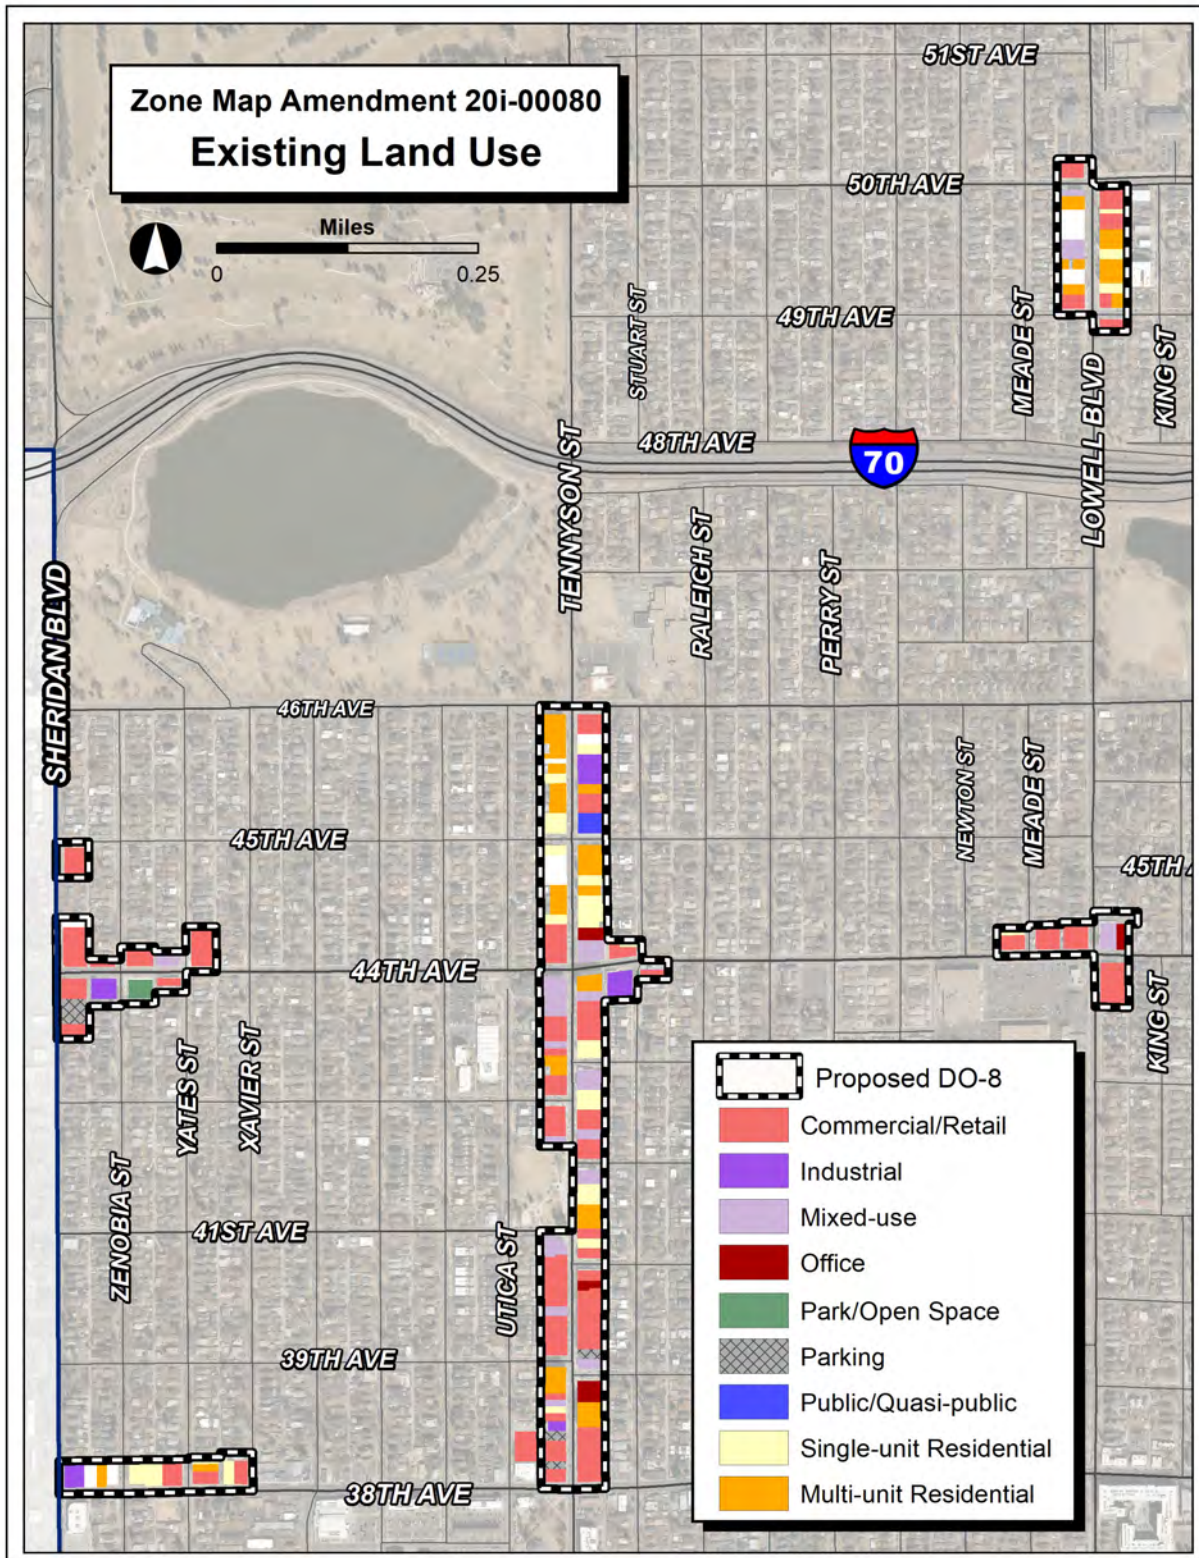 51ST AVE
Zone Map Amendment 20i-00080
Existing Land Use
50TH AVE
Miles
0
0.25
STUART ST
49TH AVE
MEADE ST
KING ST
LOWELL BLVD
48TH AVE
70
TENNYSON ST
RALEIGH ST
PERRY ST
SHERIDAN BLVD
46TH AVE
NEWTON ST
MEADE ST
45TH AVE
45TH A
44TH AVE
KING ST
YATES ST
XAVIER ST
ZENOBIA ST
41ST AVE
UTICA ST
39TH AVE
38TH AVE
Proposed DO-8
Commercial/Retail
Industrial
Mixed-use
Office
Park/Open Space
Parking
Public/Quasi-public
Single-unit Residential
Multi-unit Residential